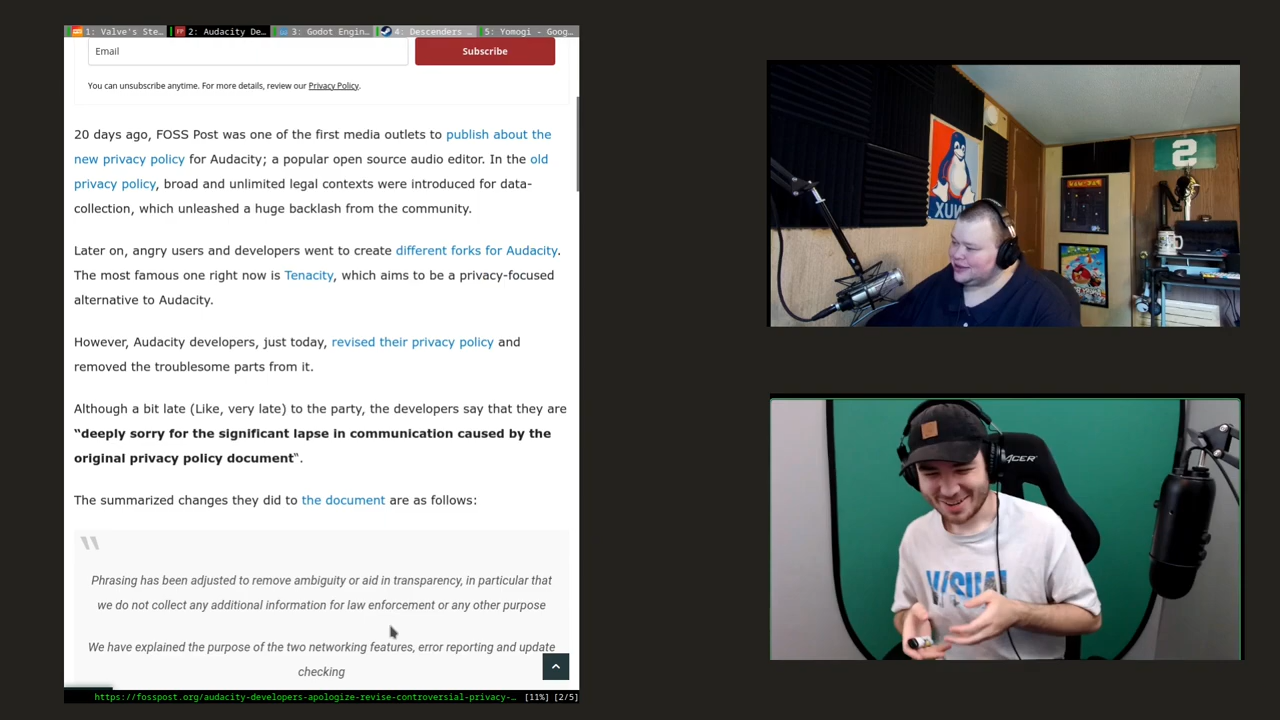 1: Valve's Ste… 2: Audacity De… 3: Godot Engin… 4: Descenders … 5: Yomogi - Goog…
Email
Subscribe
You can unsubscribe anytime. For more details, review our Privacy Policy.
20 days ago, FOSS Post was one of the first media outlets to publish about the
new privacy policy for Audacity; a popular open source audio editor. In the old
privacy policy, broad and unlimited legal contexts were introduced for data-
collection, which unleashed a huge backlash from the community.
Later on, angry users and developers went to create different forks for Audacity.
The most famous one right now is Tenacity, which aims to be a privacy-focused
alternative to Audacity.
However, Audacity developers, just today, revised their privacy policy and
removed the troublesome parts from it.
Although a bit late (Like, very late) to the party, the developers say that they are
“deeply sorry for the significant lapse in communication caused by the
original privacy policy document“.
The summarized changes they did to the document are as follows:
Phrasing has been adjusted to remove ambiguity or aid in transparency, in particular that
we do not collect any additional information for law enforcement or any other purpose
We have explained the purpose of the two networking features, error reporting and update
checking
https://fosspost.org/audacity-developers-apologize-revise-controversial-privacy-… [11%] [2/5]
NUX
S
ACER